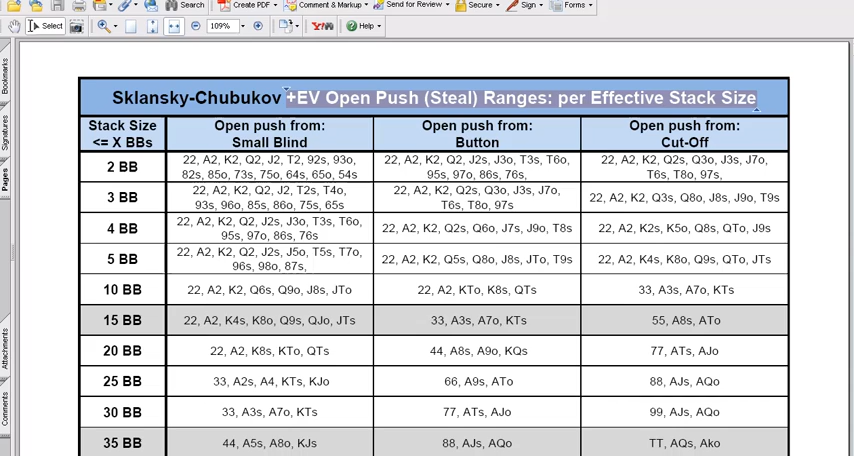 Search Create PDF Comment & Markup Send for Review Secure Sign Forms
Select 109% Y! Help
Bookmarks
Signatures
Pages
Attachments
Comments
Sklansky-Chubukov +EV Open Push (Steal) Ranges: per Effective Stack Size
Stack Size
<= X BBs
Open push from:
Small Blind
Open push from:
Button
Open push from:
Cut-Off
2 BB
22, A2, K2, Q2, J2, T2, 92s, 93o,
82s, 85o, 73s, 75o, 64s, 65o, 54s
22, A2, K2, Q2, J2s, J3o, T3s, T6o,
95s, 97o, 86s, 76s,
22, A2, K2, Q2s, Q3o, J3s, J7o,
T6s, T8o, 97s,
3 BB
22, A2, K2, Q2, J2, T2s, T4o,
93s, 96o, 85s, 86o, 75s, 65s
22, A2, K2, Q2s, Q3o, J3s, J7o,
T6s, T8o, 97s
22, A2, K2, Q3s, Q8o, J8s, J9o, T9s
4 BB
22, A2, K2, Q2, J2s, J3o, T3s, T6o,
95s, 97o, 86s, 76s
22, A2, K2, Q2s, Q6o, J7s, J9o, T8s
22, A2, K2s, K5o, Q8s, QTo, J9s
5 BB
22, A2, K2, Q2, J2s, J5o, T5s, T7o,
96s, 98o, 87s,
22, A2, K2, Q5s, Q8o, J8s, JTo, T9s
22, A2, K4s, K8o, Q9s, QTo, JTs
10 BB
22, A2, K2, Q6s, Q9o, J8s, JTo
22, A2, KTo, K8s, QTs
33, A3s, A7o, KTs
15 BB
22, A2, K4s, K8o, Q9s, QJo, JTs
33, A3s, A7o, KTs
55, A8s, ATo
20 BB
22, A2, K8s, KTo, QTs
44, A8s, A9o, KQs
77, ATs, AJo
25 BB
33, A2s, A4, KTs, KJo
66, A9s, ATo
88, AJs, AQo
30 BB
33, A3s, A7o, KTs
77, ATs, AJo
99, AJs, AQo
35 BB
44, A5s, A8o, KJs
88, AJs, AQo
TT, AQs, Ako